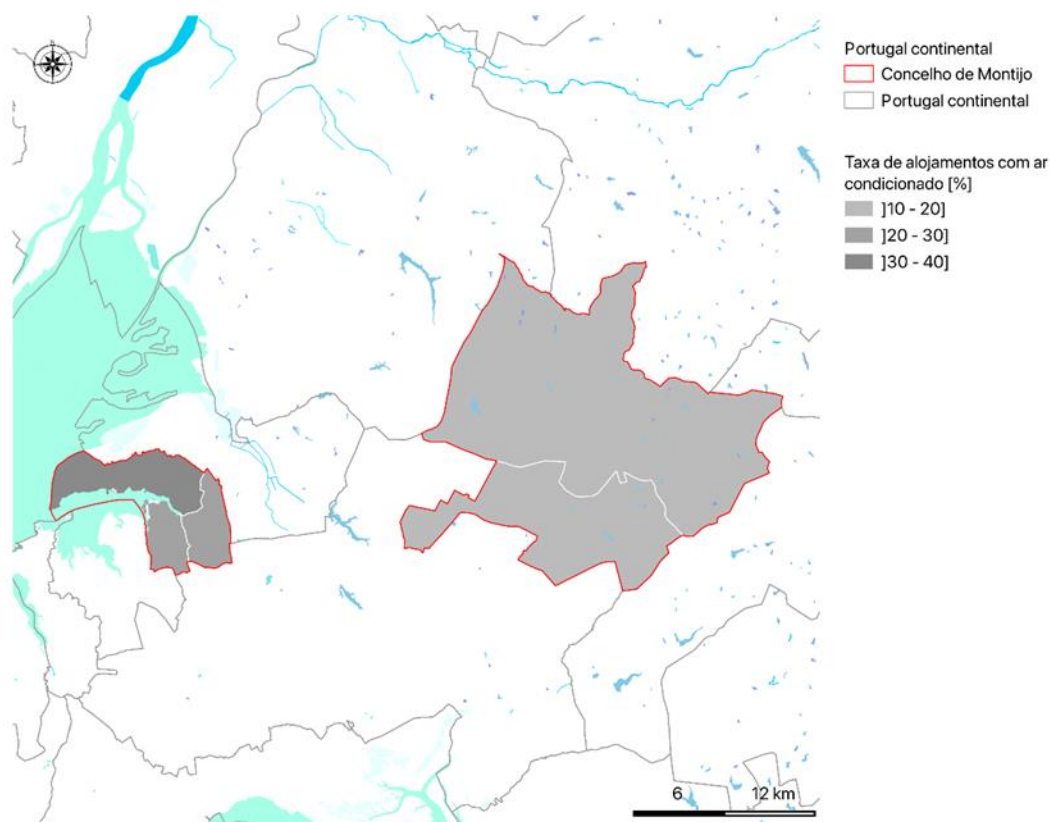 Portugal continental
Concelho de Montijo
Portugal continental
Taxa de alojamentos com ar
condicionado [%]
]10 - 20]
]20 - 30]
]30 - 40]
6 12 km